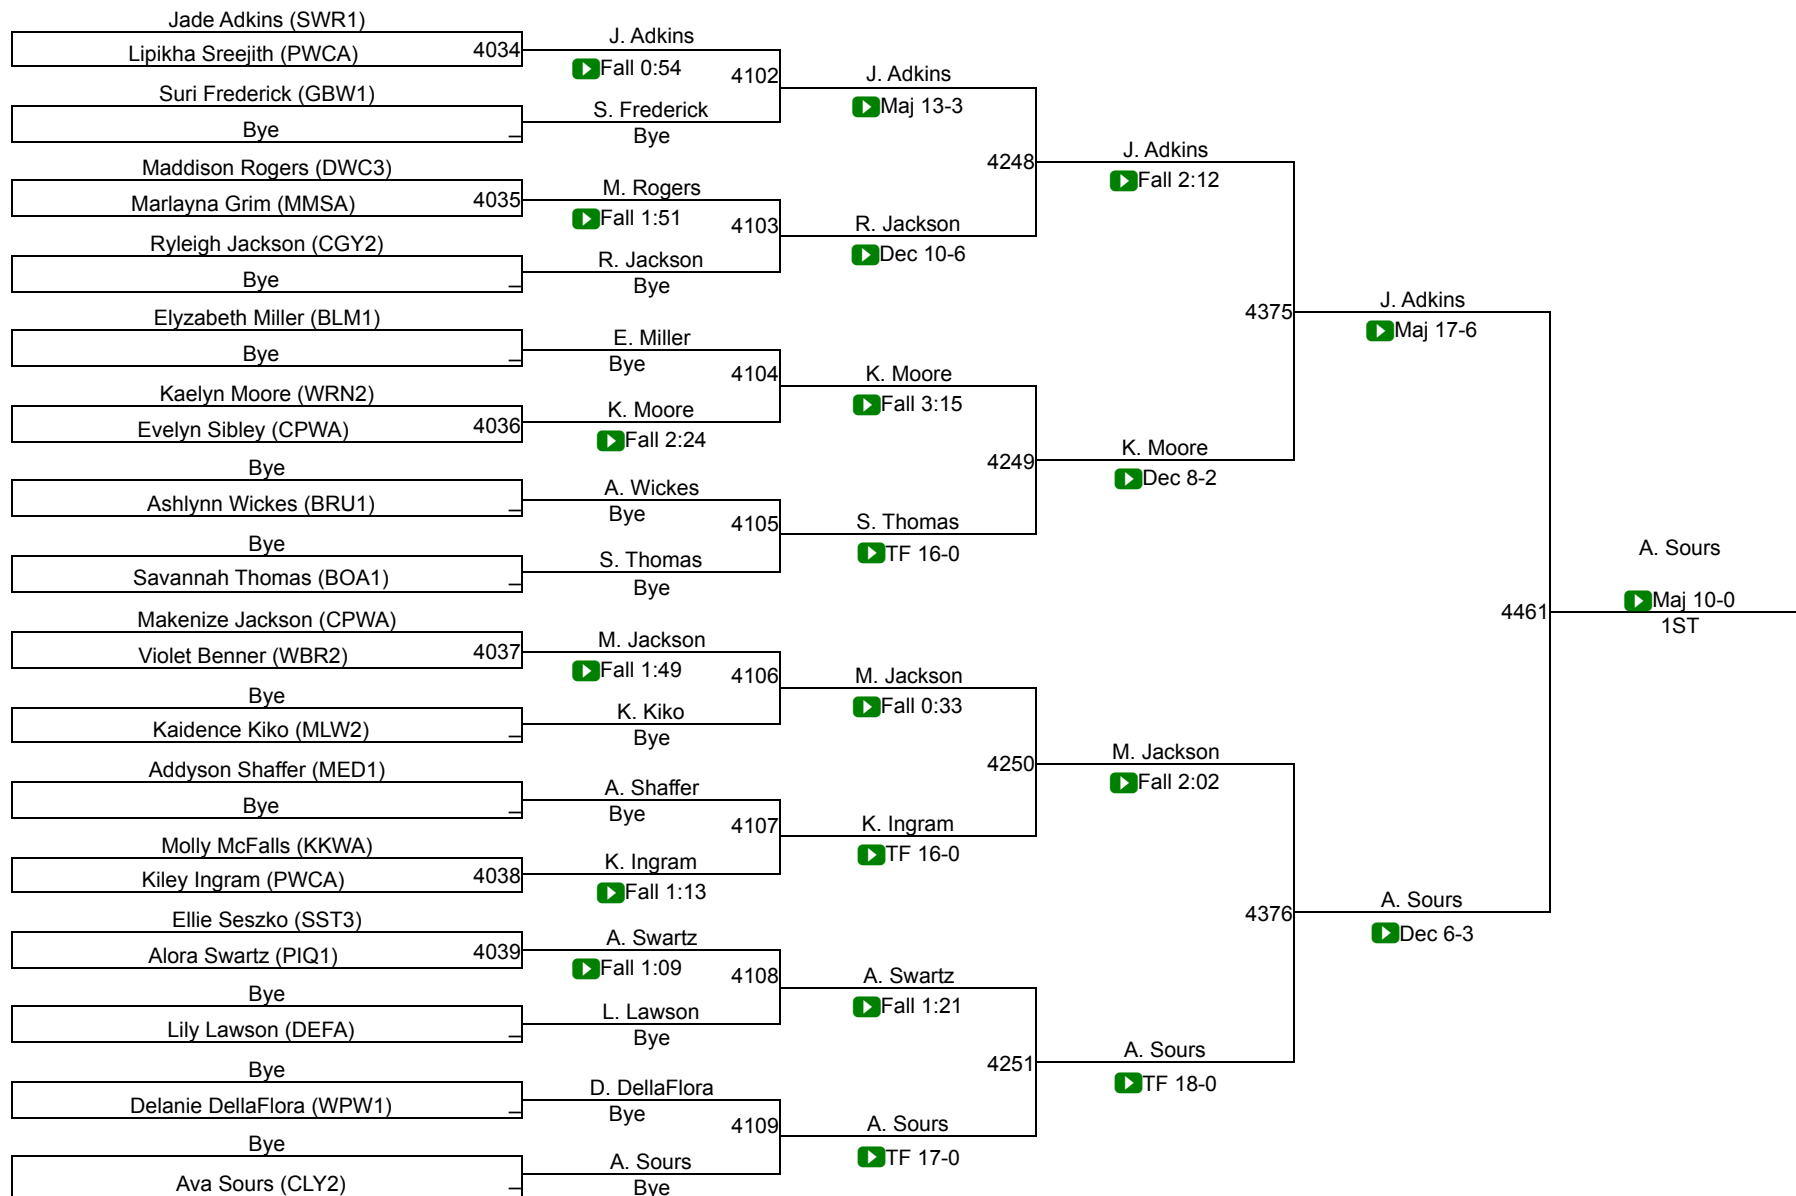 Jade Adkins (SWR1)
Lipikha Sreejith (PWCA) 4034
Suri Frederick (GBW1)
Bye
Maddison Rogers (DWC3)
Marlayna Grim (MMSA) 4035
Ryleigh Jackson (CGY2)
Bye
Elyzabeth Miller (BLM1)
Bye
Kaelyn Moore (WRN2)
Evelyn Sibley (CPWA) 4036
Bye
Ashlynn Wickes (BRU1)
Bye
Savannah Thomas (BOA1)
Makenize Jackson (CPWA)
Violet Benner (WBR2) 4037
Bye
Kaidence Kiko (MLW2)
Addyson Shaffer (MED1)
Bye
Molly McFalls (KKWA)
Kiley Ingram (PWCA) 4038
Ellie Seszko (SST3)
Alora Swartz (PIQ1) 4039
Bye
Lily Lawson (DEFA)
Bye
Delanie DellaFlora (WPW1)
Bye
Ava Sours (CLY2)
J. Adkins
Fall 0:54
4102
S. Frederick
Bye
M. Rogers
Fall 1:51
4103
R. Jackson
Bye
E. Miller
Bye
4104
K. Moore
Fall 2:24
A. Wickes
Bye
4105
S. Thomas
Bye
M. Jackson
Fall 1:49
4106
K. Kiko
Bye
A. Shaffer
Bye
4107
K. Ingram
Fall 1:13
A. Swartz
Fall 1:09
4108
L. Lawson
Bye
D. DellaFlora
Bye
4109
A. Sours
Bye
J. Adkins
Maj 13-3
4248
R. Jackson
Dec 10-6
K. Moore
Fall 3:15
4249
S. Thomas
TF 16-0
M. Jackson
Fall 0:33
4250
K. Ingram
TF 16-0
A. Swartz
Fall 1:21
4251
A. Sours
TF 17-0
J. Adkins
Fall 2:12
4375
K. Moore
Dec 8-2
M. Jackson
Fall 2:02
4376
A. Sours
TF 18-0
J. Adkins
Maj 17-6
4461
A. Sours
Dec 6-3
A. Sours
Maj 10-0
1ST